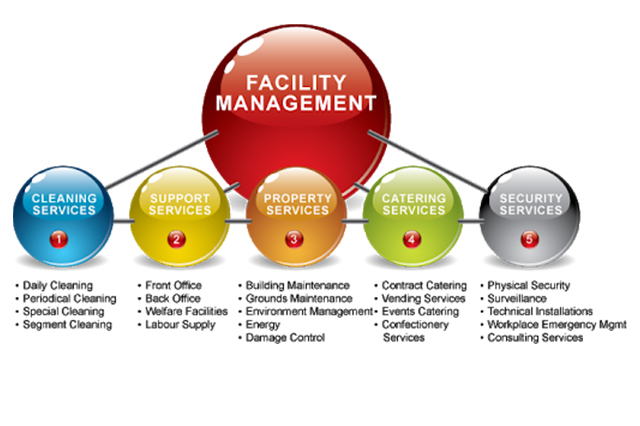 FACILITY
MANAGEMENT
CLEANING
SERVICES
1
SUPPORT
SERVICES
2
PROPERTY
SERVICES
3
CATERING
SERVICES
4
SECURITY
SERVICES
5
• Daily Cleaning
• Periodical Cleaning
• Special Cleaning
• Segment Cleaning
• Front Office
• Back Office
• Welfare Facilities
• Labour Supply
• Building Maintenance
• Grounds Maintenance
• Environment Management
• Energy
• Damage Control
• Contract Catering
• Vending Services
• Events Catering
• Confectionery
Services
• Physical Security
• Surveillance
• Technical Installations
• Workplace Emergency Mgmt
• Consulting Services